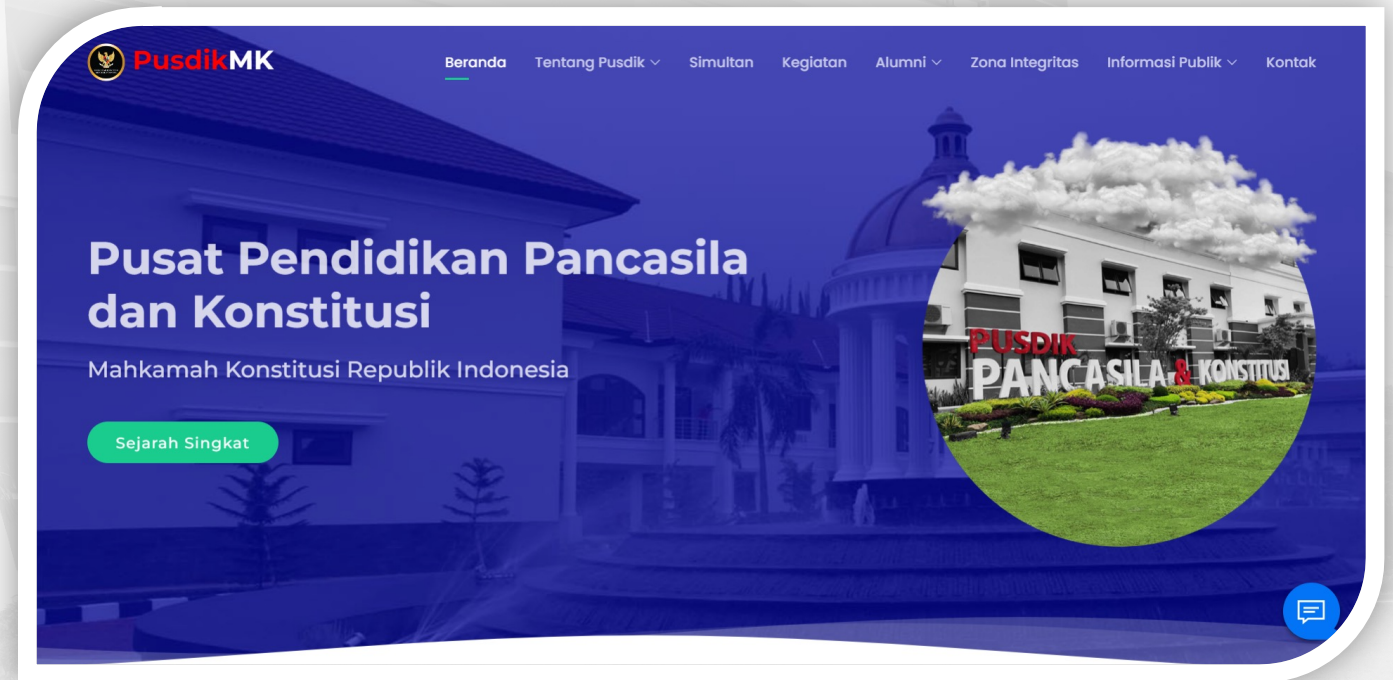 PusdikMK
Beranda
Tentang Pusdik
Simultan
Kegiatan
Alumni
Zona Integritas
Informasi Publik
Kontak
Pusat Pendidikan Pancasila
dan Konstitusi
Mahkamah Konstitusi Republik Indonesia
Sejarah Singkat
PUSDIK
PANCASILA & KONSTITUSI